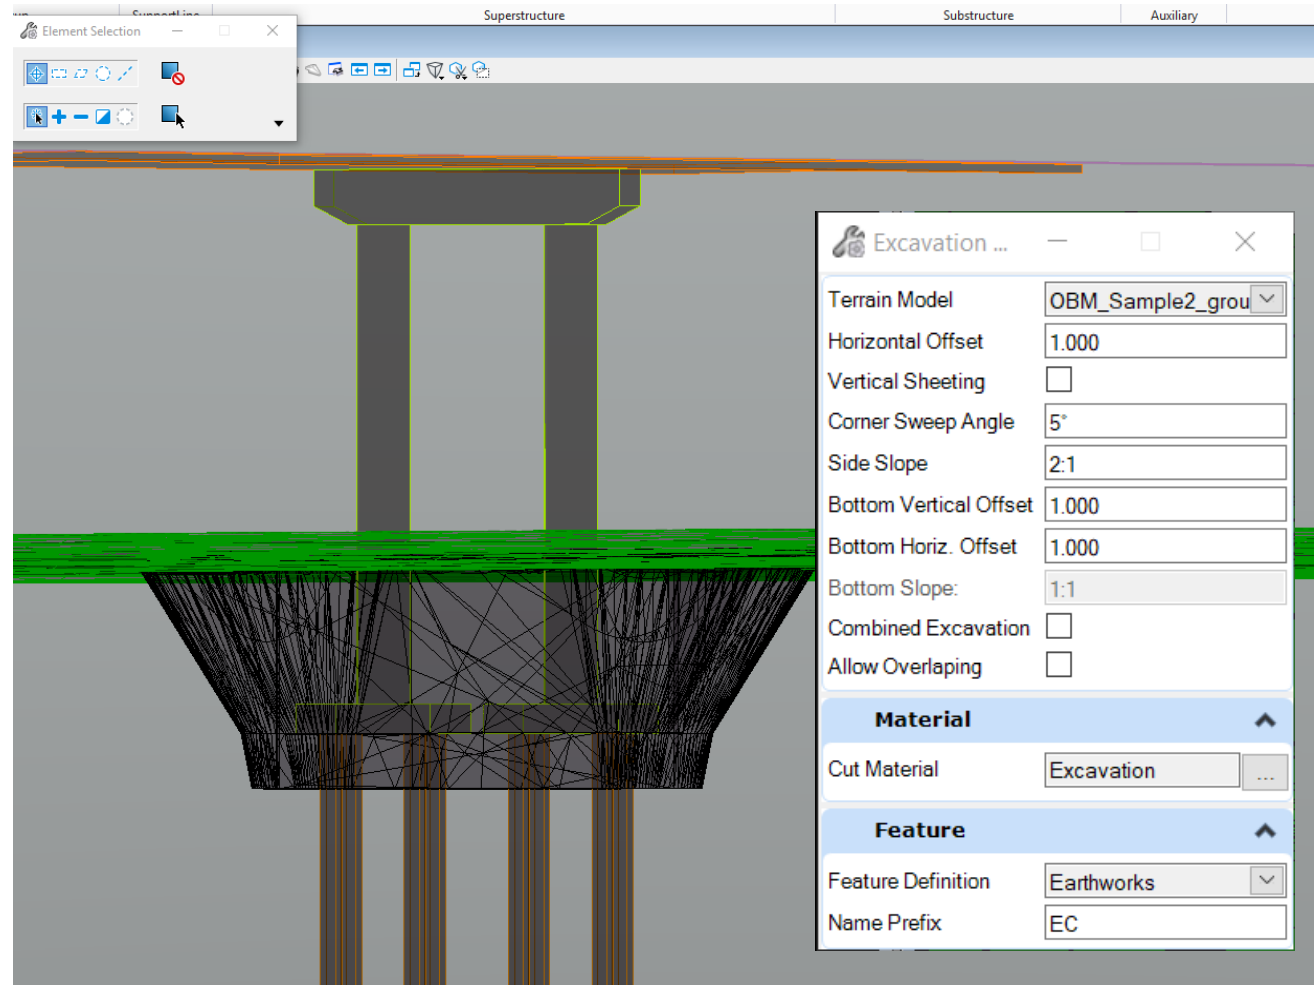 SupportLine
Superstructure
Substructure
Auxiliary
Element Selection
Excavation ...
Terrain Model
OBM_Sample2_grou
Horizontal Offset
1.000
Vertical Sheeting
Corner Sweep Angle
5°
Side Slope
2:1
Bottom Vertical Offset
1.000
Bottom Horiz. Offset
1.000
Bottom Slope:
1:1
Combined Excavation
Allow Overlaping
Material
Cut Material
Excavation
...
Feature
Feature Definition
Earthworks
Name Prefix
EC